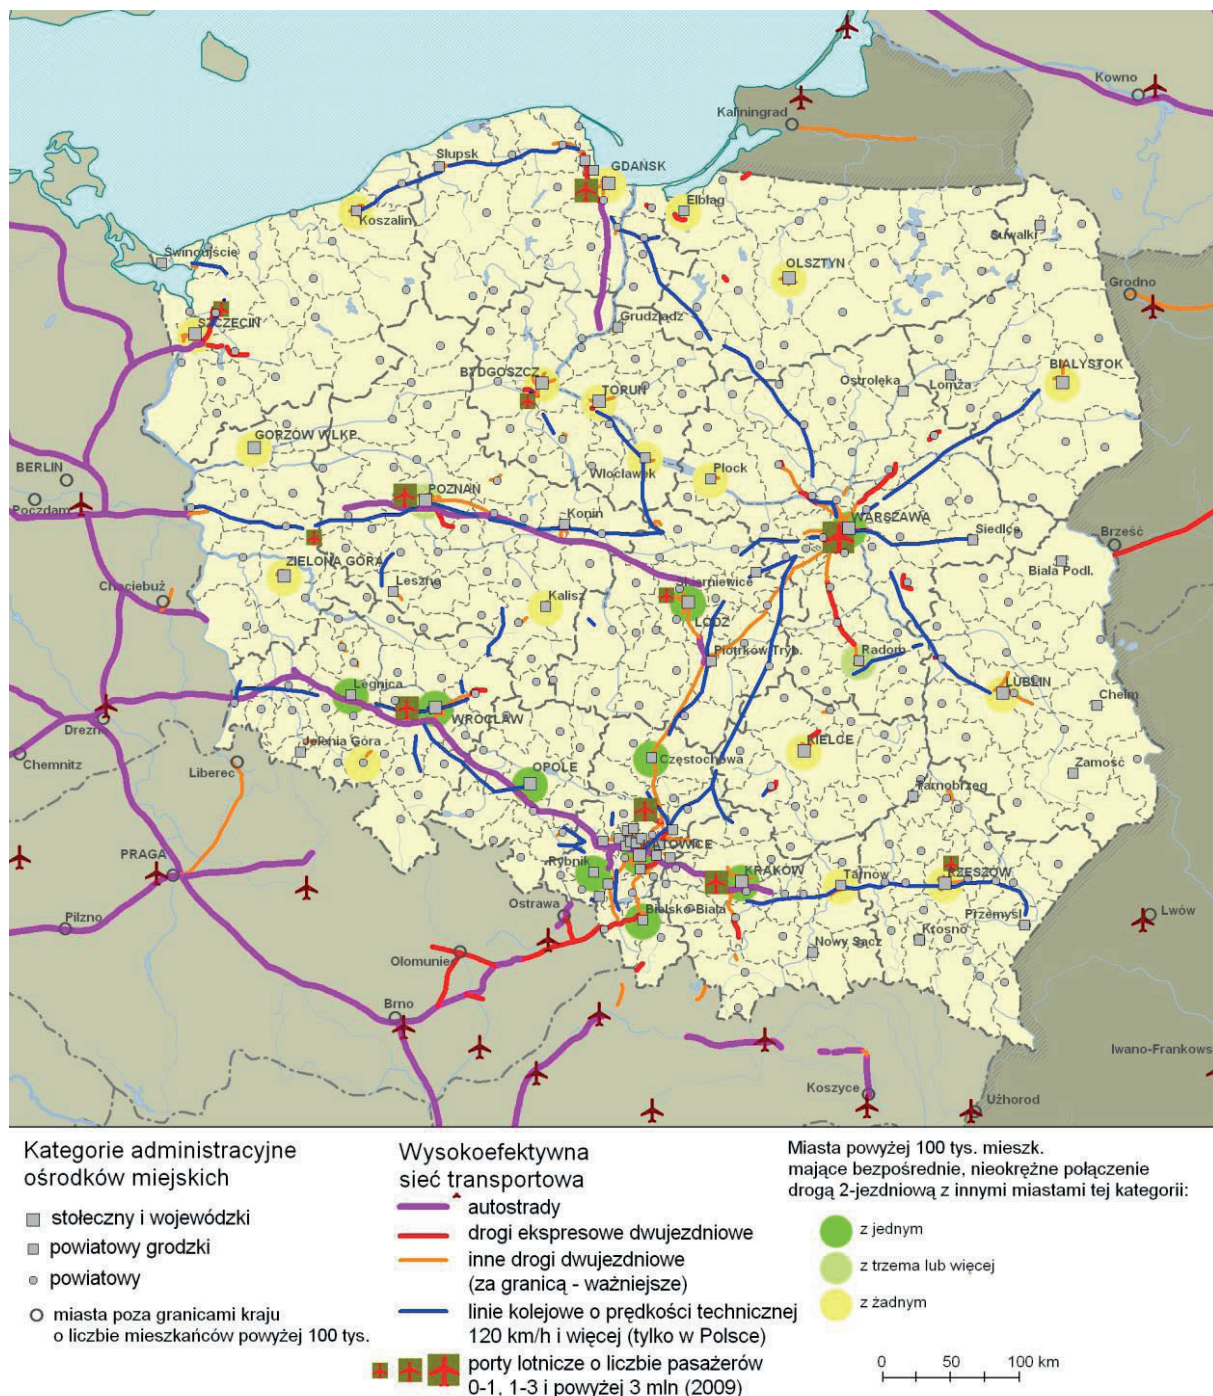 Kowno
Kaliningrad
Słupsk
GDAŃSK
Elbląg
Koszalin
Suwałki
Świnoujście
OLSZTYN
Grodno
SZCZECIN
Grudziądz
BIAŁYSTOK
BYDGOSZCZ
TORUŃ
Ostrołęka
Łomża
GORZÓW WLKP.
BERLIN
Włocławek
Płock
POZNAŃ
Poczdam
Konin
WARSZAWA
Siedlce
Brześć
ZIELONA GÓRA
Biała Podl.
Chociebuż
Leszno
Skierniewice
Kalisz
ŁÓDŹ
Piotrków Tryb.
Radom
Legnica
LUBLIN
Chełm
WROCŁAW
Drezno
Jelenia Góra
KIELCE
Chemnitz
Liberec
Częstochowa
OPOLE
Zamość
Tarnobrzeg
PRAGA
KATOWICE
Rybnik
KRAKÓW
Tarnów
RZESZÓW
Ostrawa
Bielsko-Biała
Przemyśl
Lwów
Pilzno
Nowy Sącz
Krosno
Ołomuniec
Brno
Iwano-Frankows
Koszyce
Użhorod
Kategorie administracyjne
ośrodków miejskich
stołeczny i wojewódzki
powiatowy grodzki
powiatowy
miasta poza granicami kraju
o liczbie mieszkańców powyżej 100 tys.
Wysokoefektywna
sieć transportowa
autostrady
drogi ekspresowe dwujezdniowe
inne drogi dwujezdniowe
(za granicą - ważniejsze)
linie kolejowe o prędkości technicznej
120 km/h i więcej (tylko w Polsce)
porty lotnicze o liczbie pasażerów
0-1, 1-3 i powyżej 3 mln (2009)
Miasta powyżej 100 tys. mieszk.
mające bezpośrednie, nieokrężne połączenie
drogą 2-jezdniową z innymi miastami tej kategorii:
z jednym
z trzema lub więcej
z żadnym
0 50 100 km